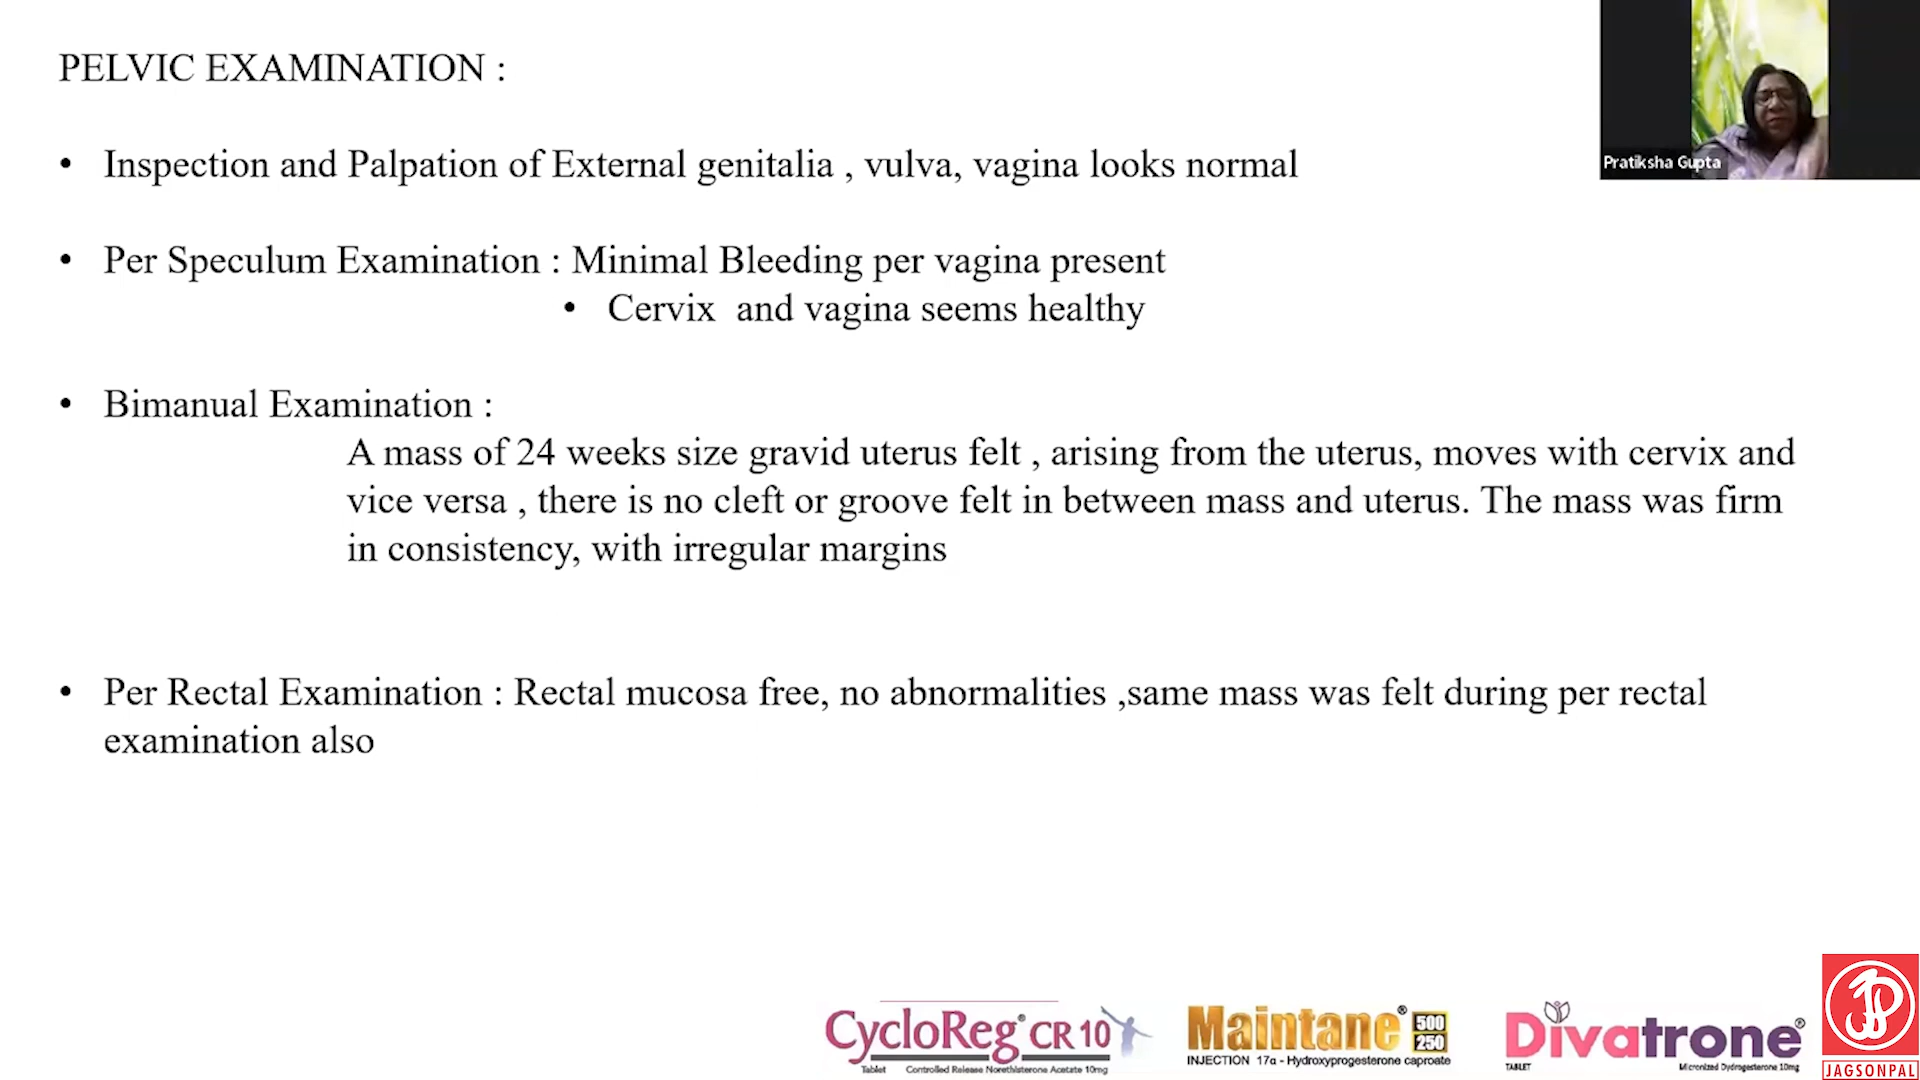 PELVIC EXAMINATION :
Pratiksha Gupta
• Inspection and Palpation of External genitalia , vulva, vagina looks normal
• Per Speculum Examination : Minimal Bleeding per vagina present
• Cervix and vagina seems healthy
• Bimanual Examination :
A mass of 24 weeks size gravid uterus felt , arising from the uterus, moves with cervix and
vice versa , there is no cleft or groove felt in between mass and uterus. The mass was firm
in consistency, with irregular margins
• Per Rectal Examination : Rectal mucosa free, no abnormalities ,same mass was felt during per rectal
examination also
CycloReg® CR 10
Tablet Controlled Release Norethisterone Acetate 10mg
Maintane® 500 250
INJECTION 17α - Hydroxyprogesterone caproate
Divatrone®
TABLET Micronized Dydrogesterone 10mg
JAGSONPAL